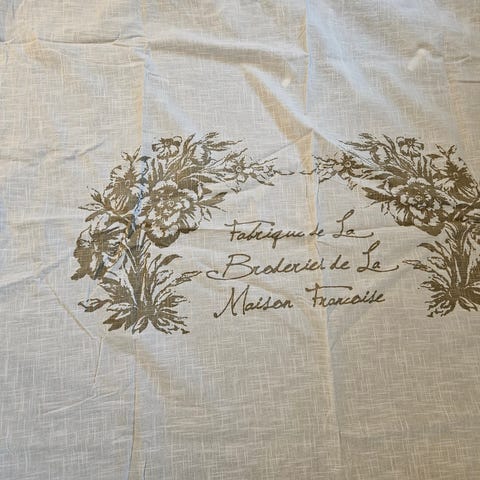 Fabrique de La
Broderies de La
Maison Francoise